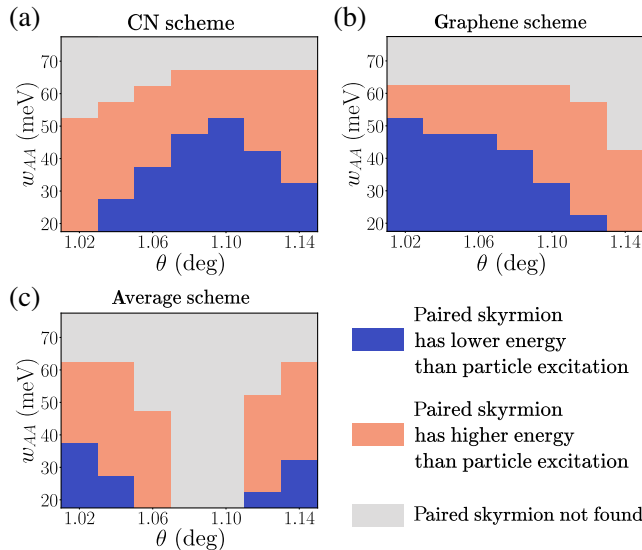 (a)
CN scheme
70
60
50
40
30
20
w_{AA} (meV)
1.02
1.06
1.10
1.14
θ (deg)
(b)
Graphene scheme
70
60
50
40
30
20
w_{AA} (meV)
1.02
1.06
1.10
1.14
θ (deg)
(c)
Average scheme
70
60
50
40
30
20
w_{AA} (meV)
1.02
1.06
1.10
1.14
θ (deg)
Paired skyrmion
has lower energy
than particle excitation
Paired skyrmion
has higher energy
than particle excitation
Paired skyrmion not found